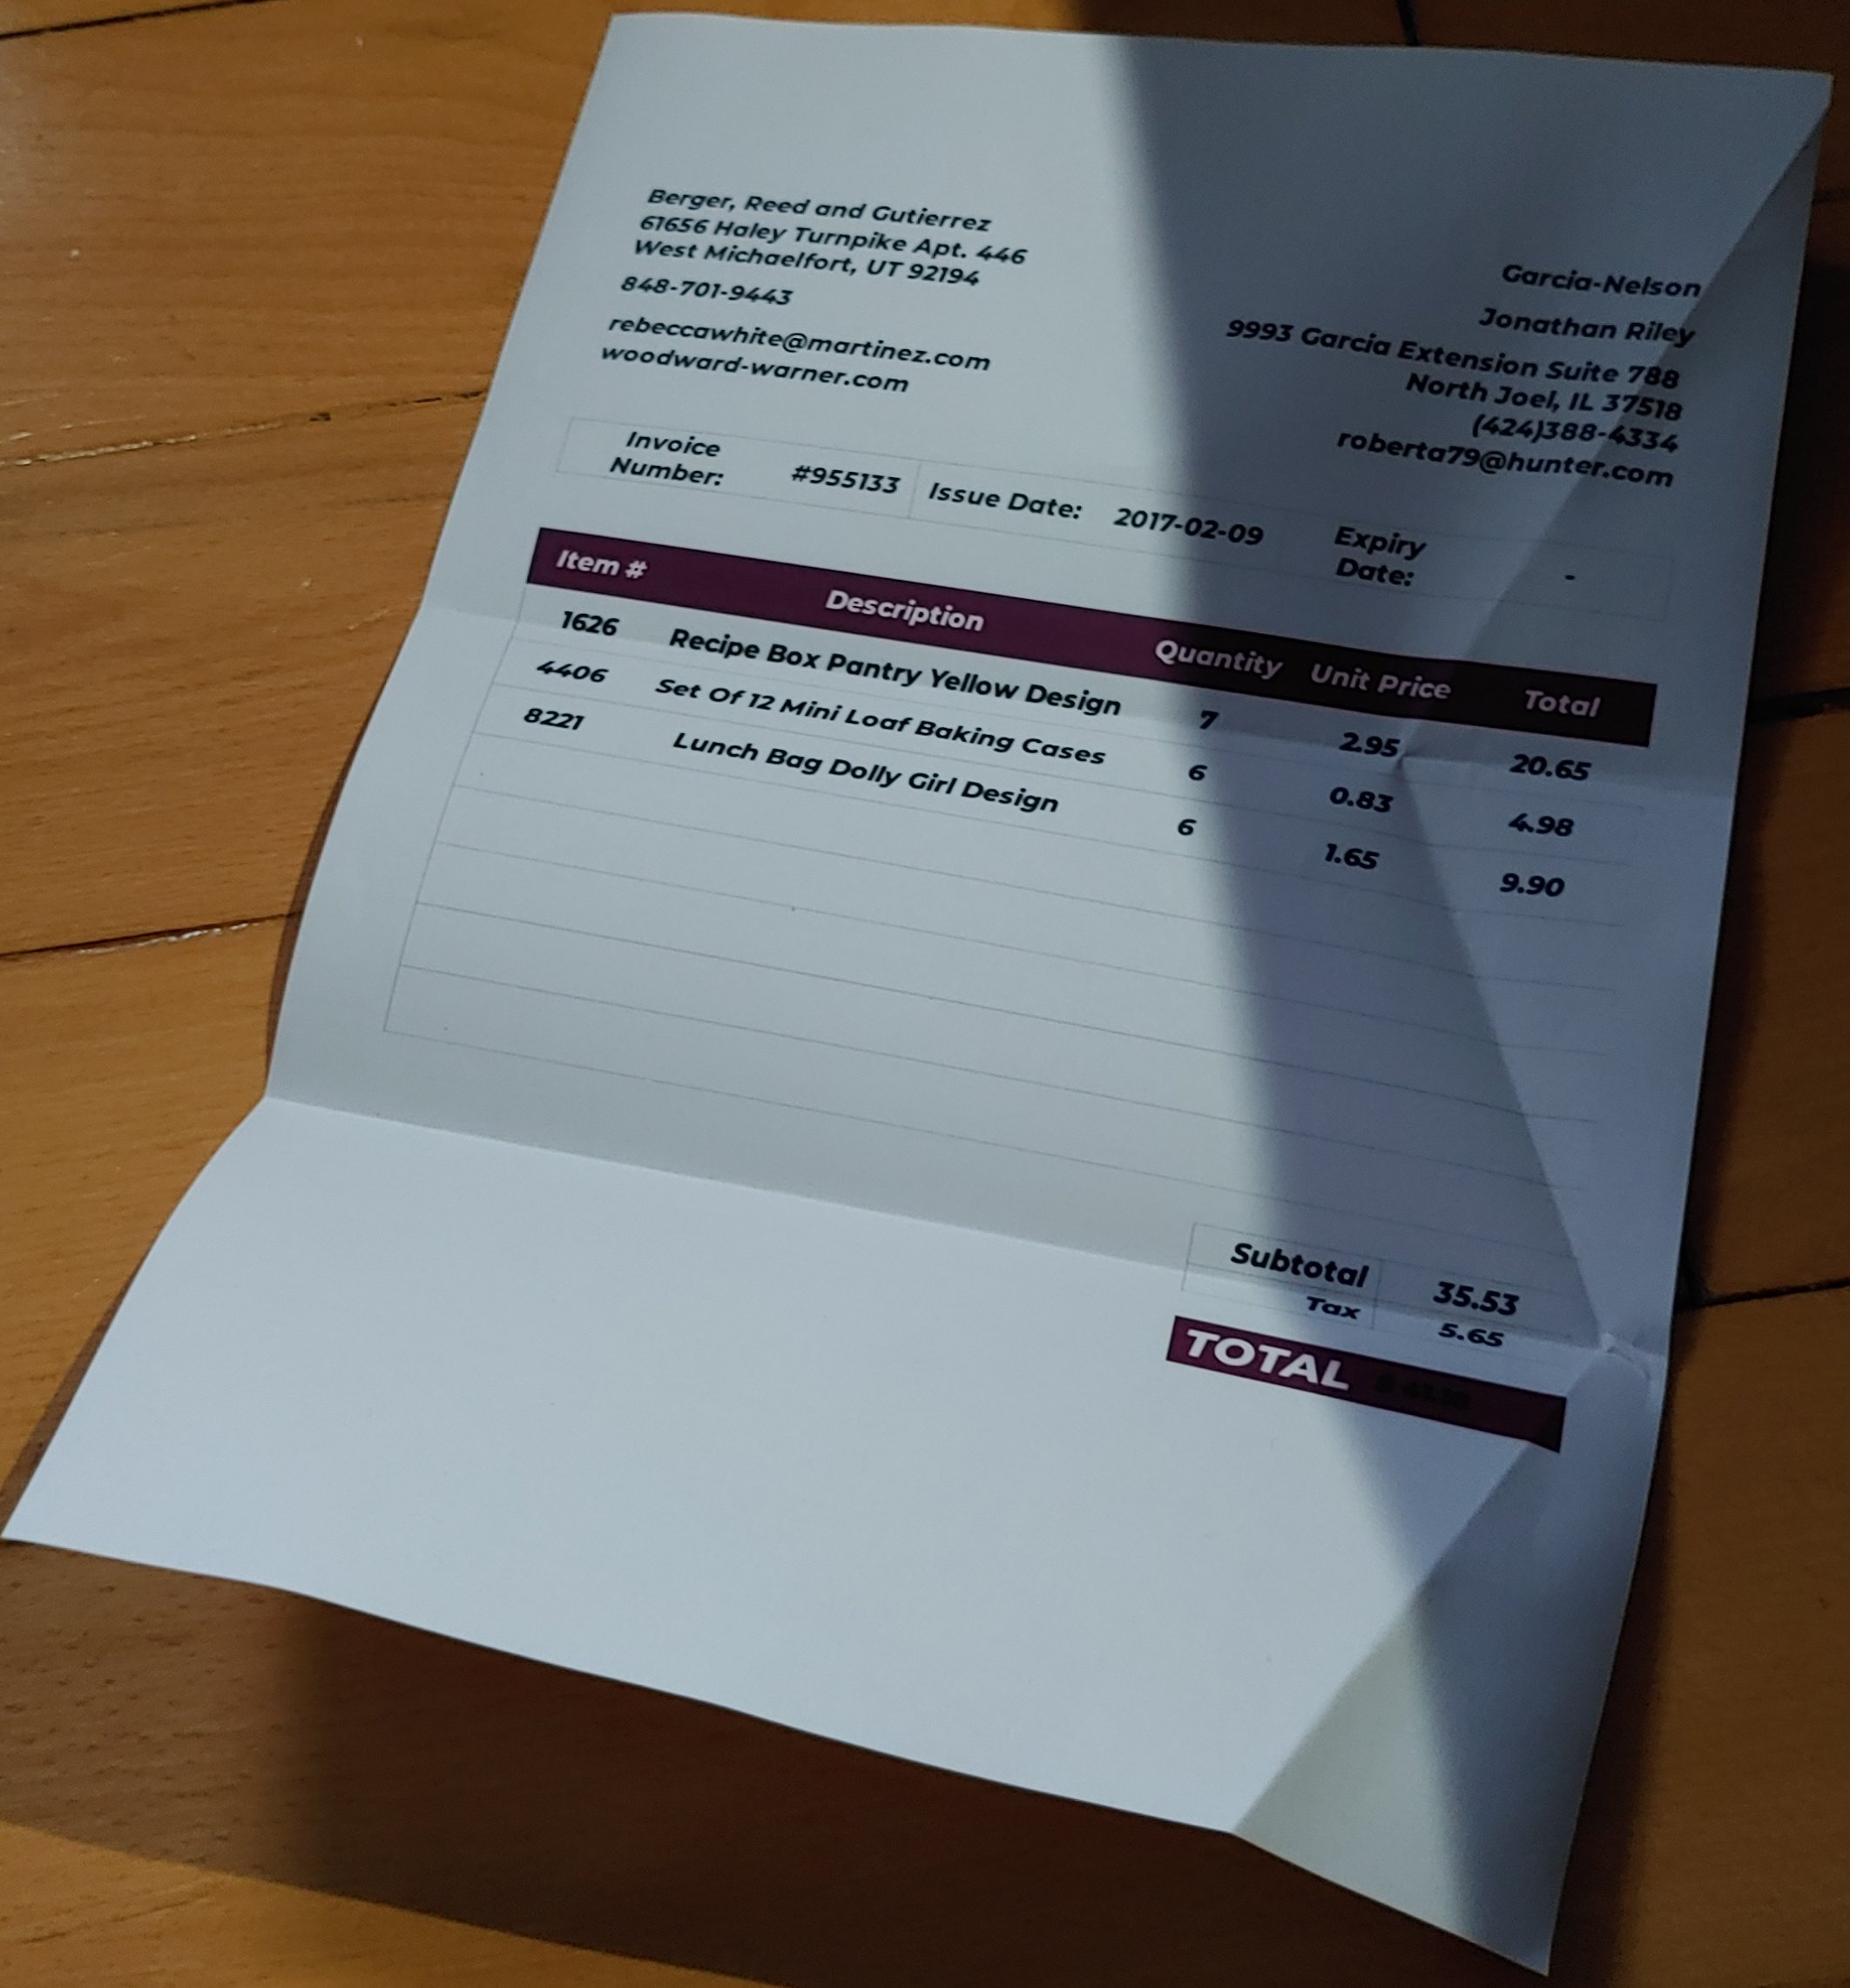 Berger, Reed and Gutierrez
61656 Haley Turnpike Apt. 446
West Michaelfort, UT 92194
848-701-9443
rebeccawhite@martinez.com
woodward-warner.com
Garcia-Nelson
Jonathan Riley
9993 Garcia Extension Suite 788
North Joel, IL 37518
(424)388-4334
roberta79@hunter.com
Invoice Number: #955133 Issue Date: 2017-02-09 Expiry Date: -
Item # Description Quantity Unit Price Total
1626 Recipe Box Pantry Yellow Design 7 2.95 20.65
4406 Set Of 12 Mini Loaf Baking Cases 6 0.83 4.98
8221 Lunch Bag Dolly Girl Design 6 1.65 9.90
Subtotal 35.53
Tax 5.65
TOTAL